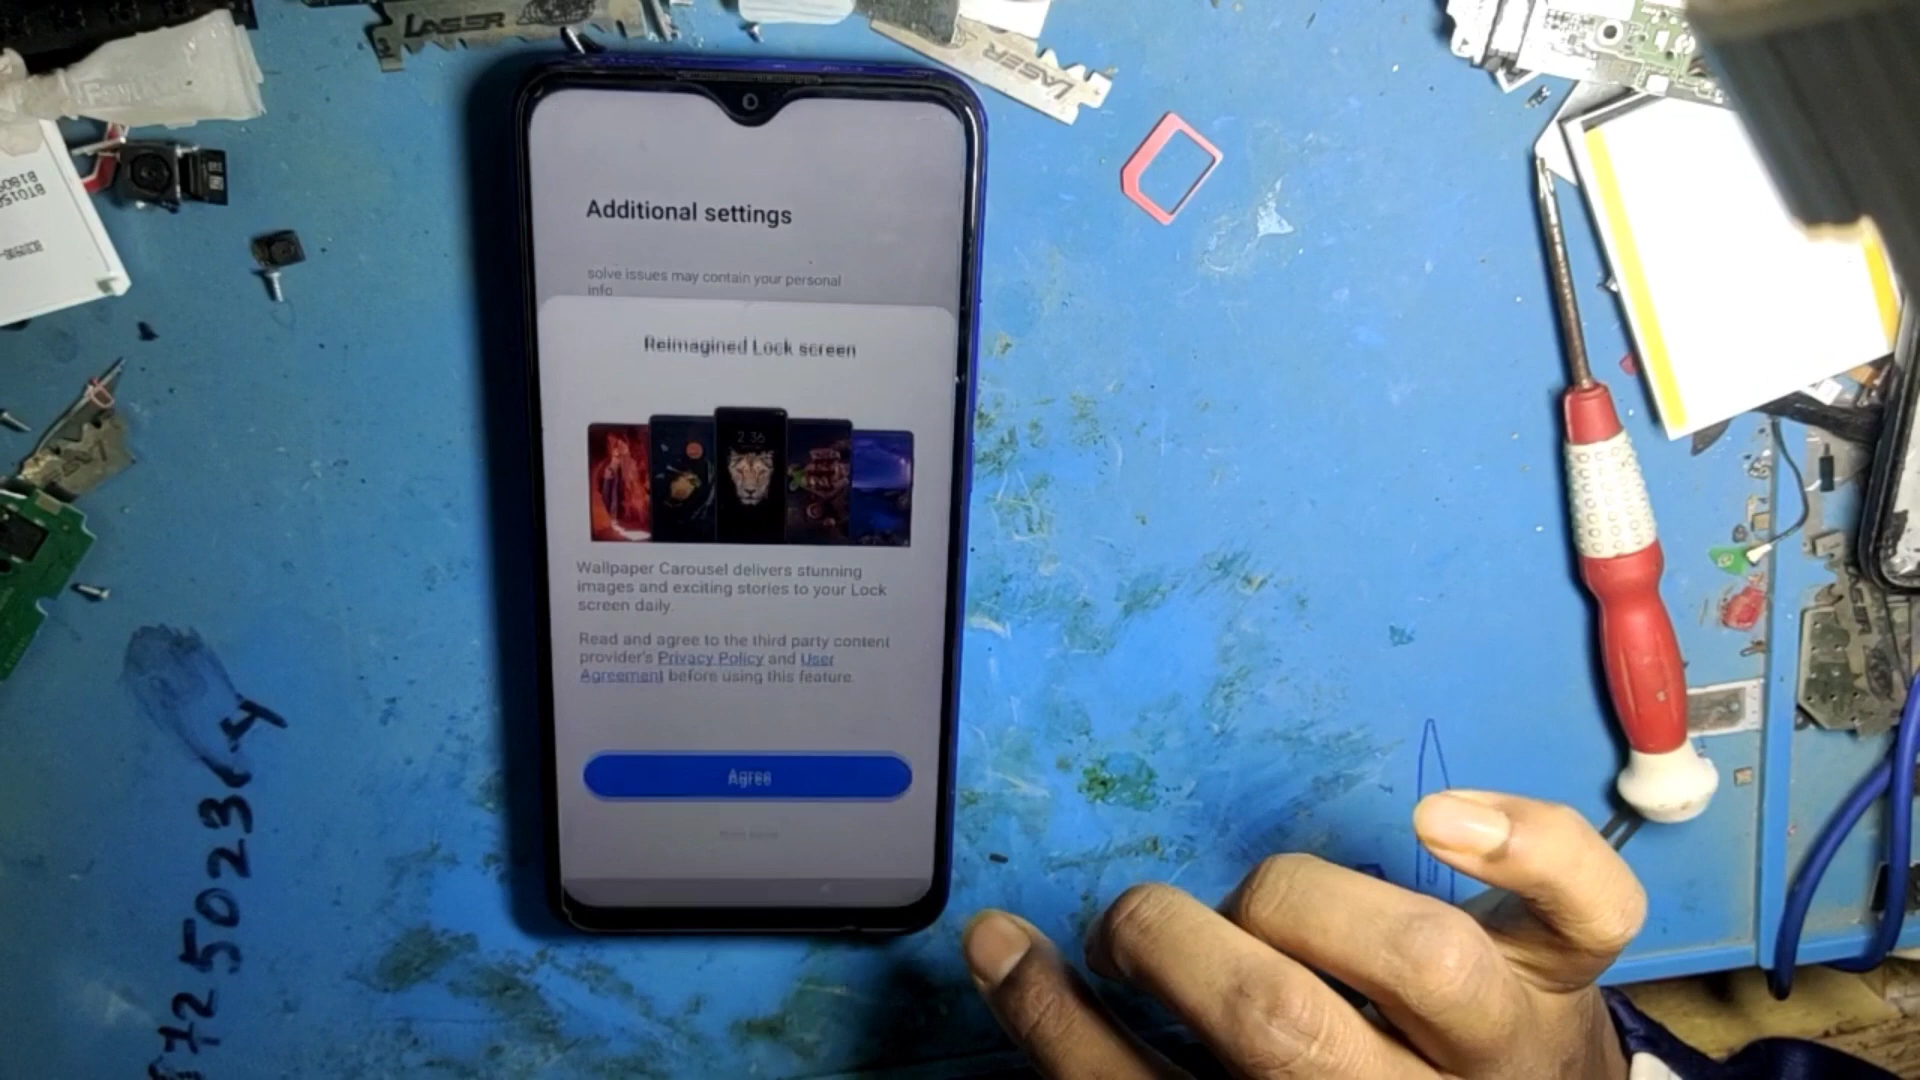 LASER
LASER
Additional settings
solve issues may contain your personal
info
Reimagined Lock screen
2:36
Wallpaper Carousel delivers stunning
images and exciting stories to your Lock
screen daily.
Read and agree to the third party content
provider's Privacy Policy and User
Agreement before using this feature.
Agree